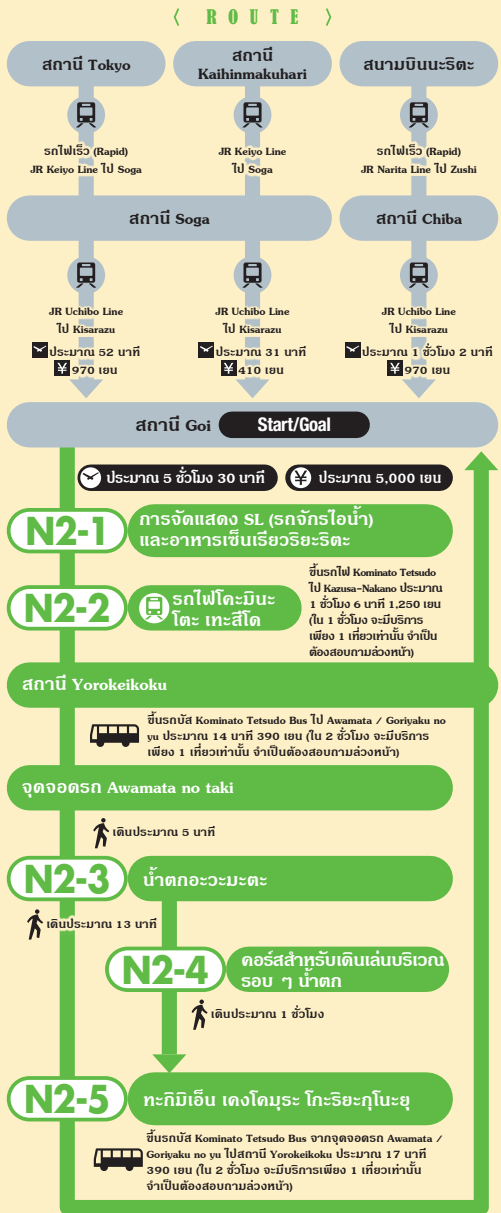 〈 ROUTE 〉
สถานี Tokyo
สถานี
Kaihinmakuhari
สนามบินนะริตะ
รถไฟเร็ว (Rapid)
JR Keiyo Line ไป Soga
JR Keiyo Line
ไป Soga
รถไฟเร็ว (Rapid)
JR Narita Line ไป Zushi
สถานี Soga
สถานี Chiba
JR Uchibo Line
ไป Kisarazu
ประมาณ 52 นาที
¥ 970 เยน
JR Uchibo Line
ไป Kisarazu
ประมาณ 31 นาที
¥ 410 เยน
JR Uchibo Line
ไป Kisarazu
ประมาณ 1 ชั่วโมง 2 นาที
¥ 970 เยน
สถานี Goi Start/Goal
ประมาณ 5 ชั่วโมง 30 นาที
¥ ประมาณ 5,000 เยน
N2-1
การจัดแสดง SL (รถจักรไอน้ำ)
และอาหารเซ็นเรียวริยะริตะ
N2-2
รถไฟโคะมินะ
โตะ เทะสึโด
ขึ้นรถไฟ Kominato Tetsudo
ไป Kazusa-Nakano ประมาณ
1 ชั่วโมง 6 นาที 1,250 เยน
(ใน 1 ชั่วโมง จะมีบริการ
เพียง 1 เที่ยวเท่านั้น จำเป็น
ต้องสอบถามล่วงหน้า)
สถานี Yorokeikoku
ขึ้นรถบัส Kominato Tetsudo Bus ไป Awamata / Goriyaku no
yu ประมาณ 14 นาที 390 เยน (ใน 2 ชั่วโมง จะมีบริการ
เพียง 1 เที่ยวเท่านั้น จำเป็นต้องสอบถามล่วงหน้า)
จุดจอดรถ Awamata no taki
เดินประมาณ 5 นาที
N2-3
น้ำตกอะวะมะตะ
เดินประมาณ 13 นาที
N2-4
คอร์สสำหรับเดินเล่นบริเวณ
รอบ ๆ น้ำตก
เดินประมาณ 1 ชั่วโมง
N2-5
ทะกิมิเอ็น เคงโคมุระ โกะริยะกุโนะยุ
ขึ้นรถบัส Kominato Tetsudo Bus จากจุดจอดรถ Awamata /
Goriyaku no yu ไปสถานี Yorokeikoku ประมาณ 17 นาที
390 เยน (ใน 2 ชั่วโมง จะมีบริการเพียง 1 เที่ยวเท่านั้น
จำเป็นต้องสอบถามล่วงหน้า)